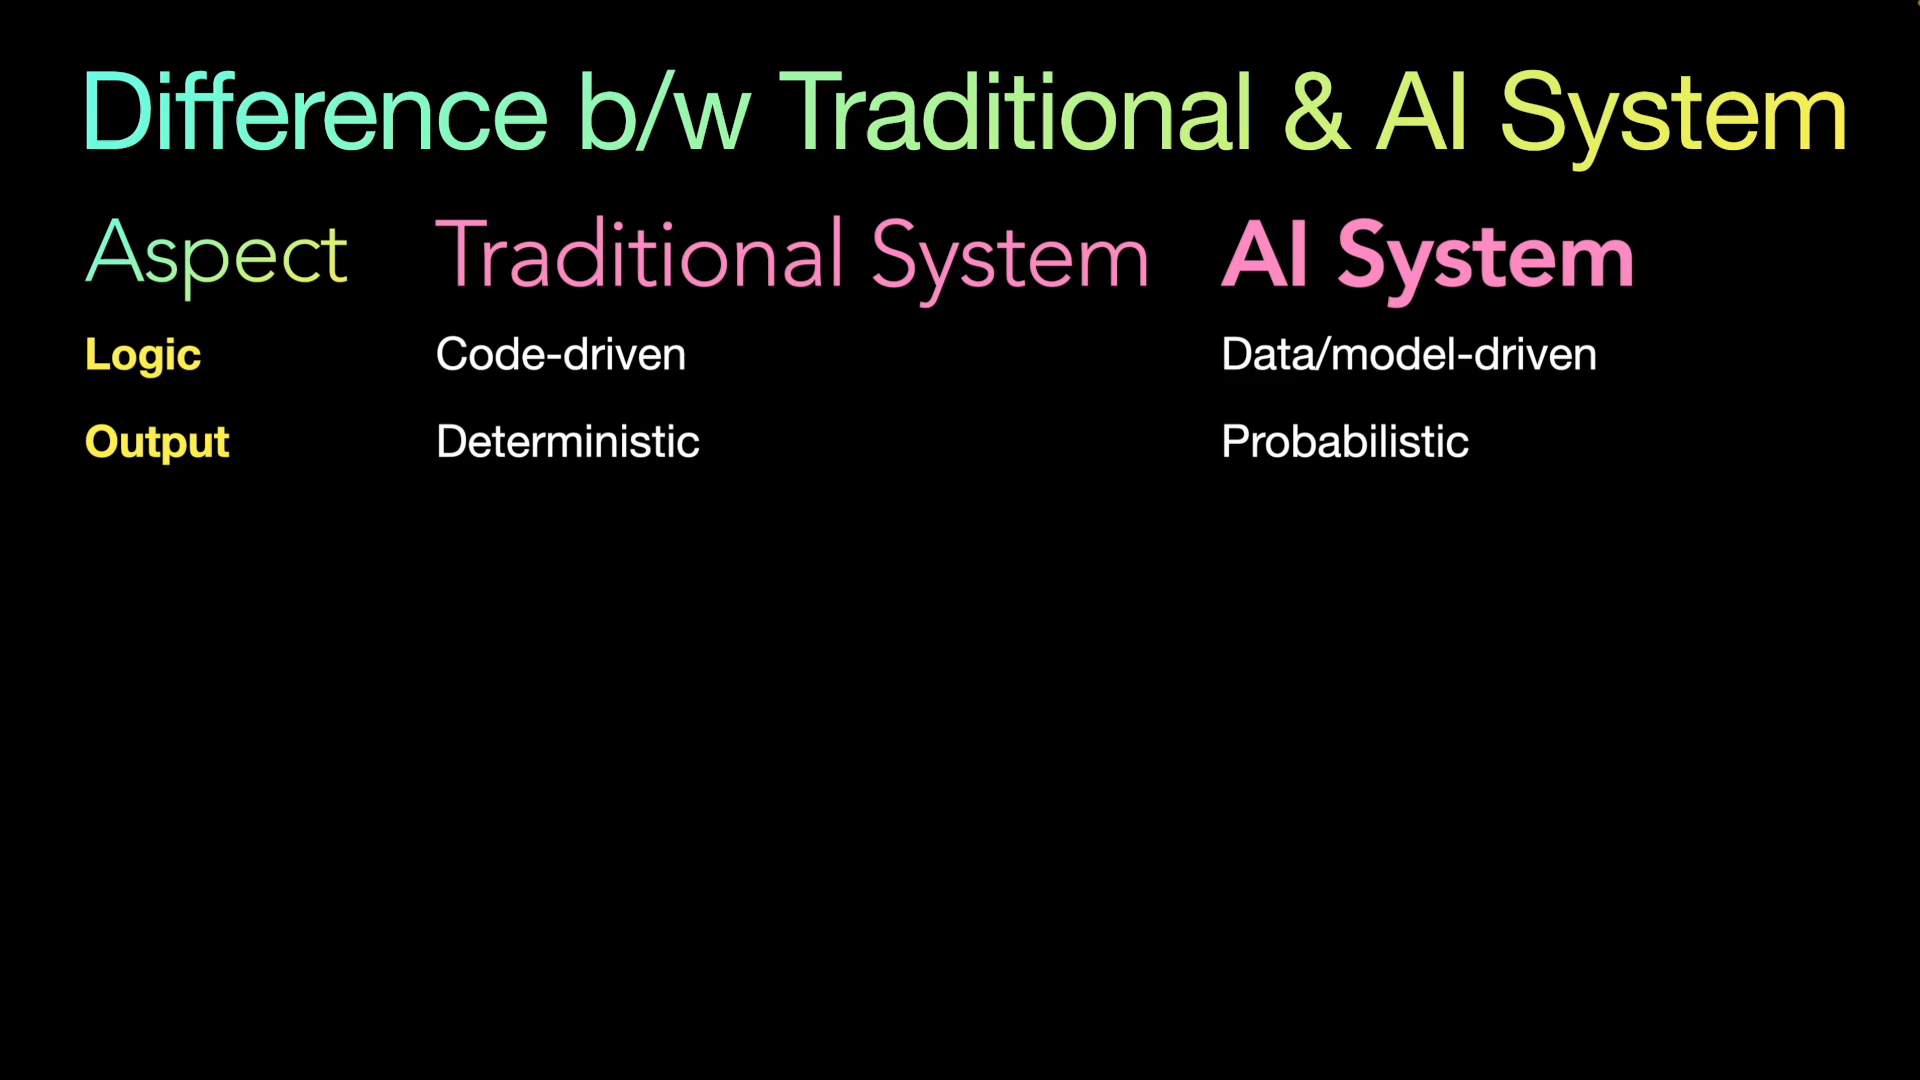 Difference b/w Traditional & AI System
Aspect Traditional System AI System
Logic Code-driven Data/model-driven
Output Deterministic Probabilistic